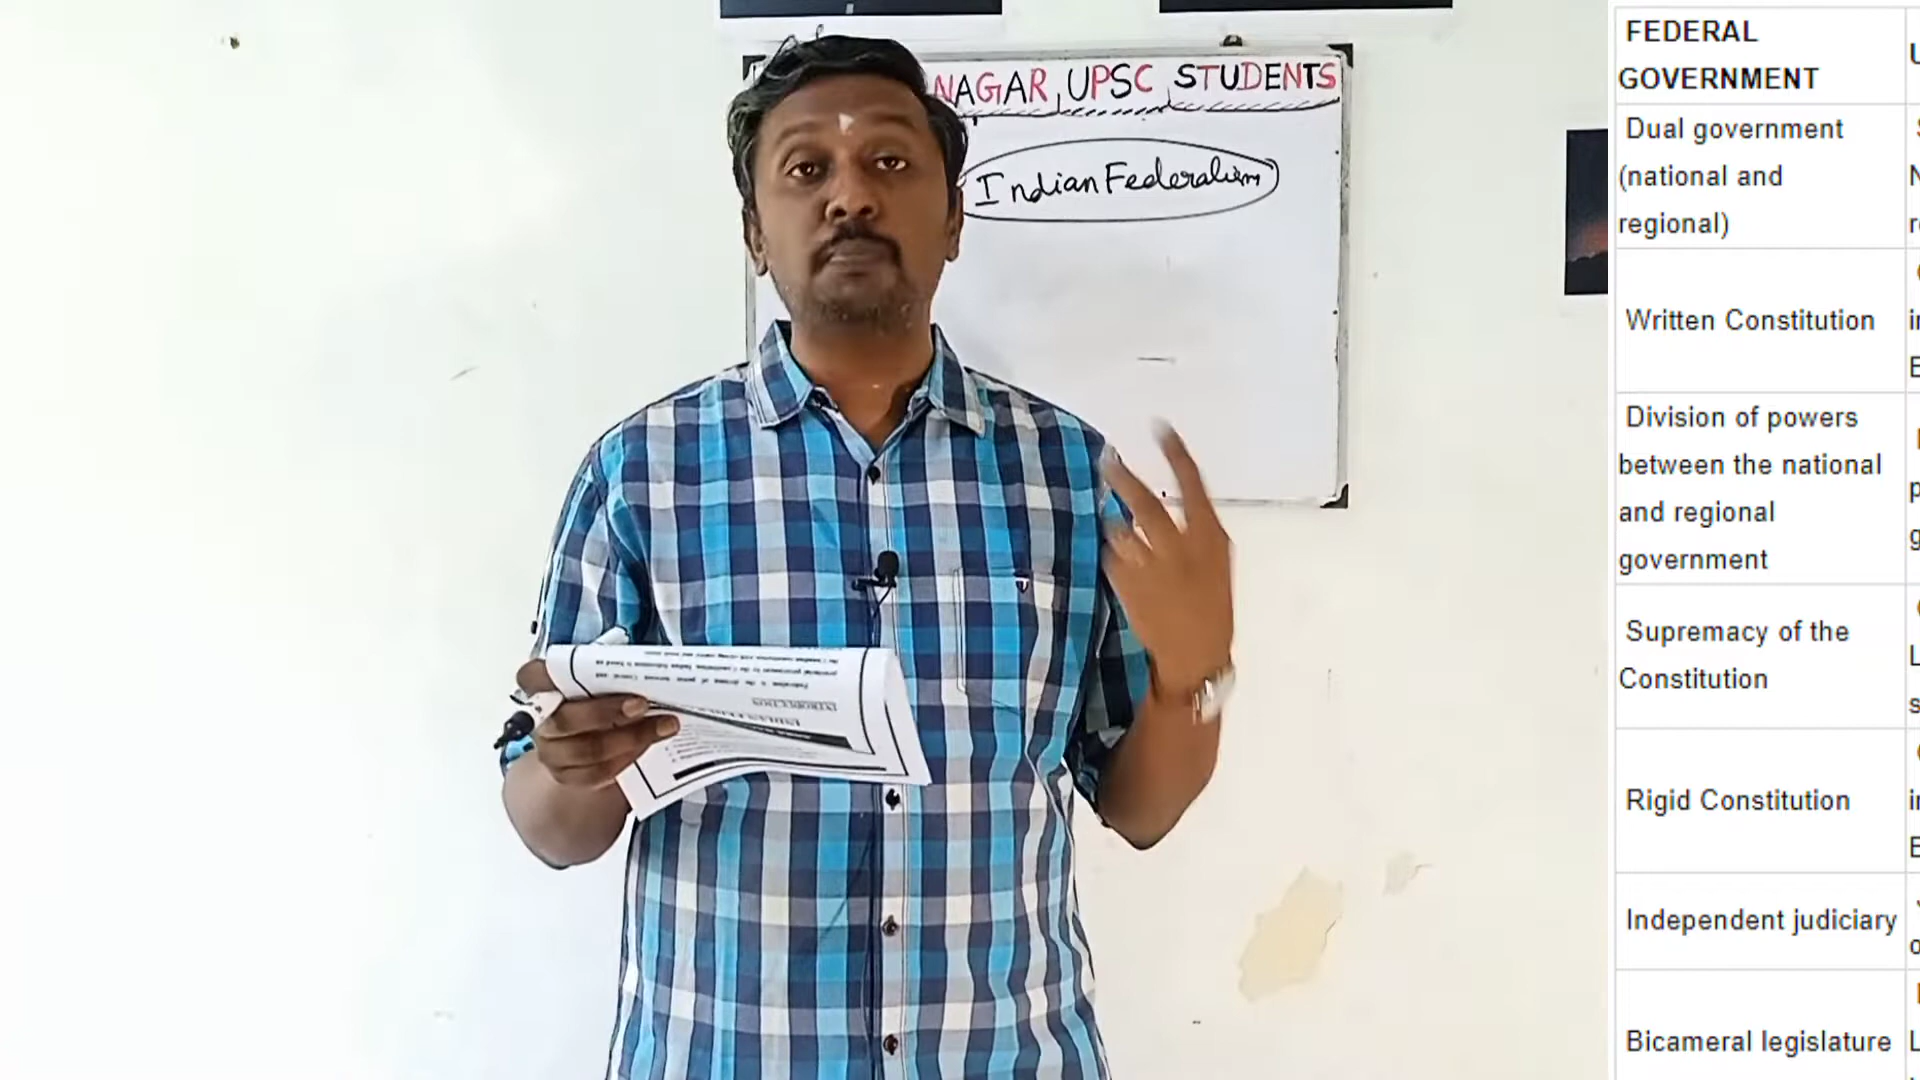 NAGAR UPSC STUDENTS
Indian Federalism
FEDERAL
GOVERNMENT
Dual government
(national and
regional)
Written Constitution
Division of powers
between the national
and regional
government
Supremacy of the
Constitution
Rigid Constitution
Independent judiciary
Bicameral legislature
INTRODUCTION